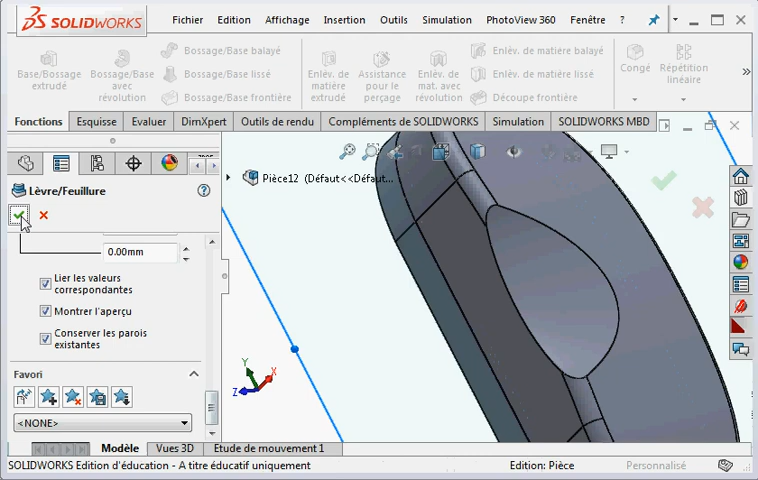 SOLIDWORKS Fichier Edition Affichage Insertion Outils Simulation PhotoView 360 Fenêtre ?
Base/Bossage extrudé
Bossage/Base avec révolution
Bossage/Base balayé
Bossage/Base lissé
Bossage/Base frontière
Enlèv. de matière extrudé
Assistance pour le perçage
Enlèv. de mat. avec révolution
Enlèv. de matière balayé
Enlèv. de matière lissé
Découpe frontière
Congé
Répétition linéaire
Fonctions Esquisse Evaluer DimXpert Outils de rendu Compléments de SOLIDWORKS Simulation SOLIDWORKS MBD
Pièce12 (Défaut<<Défaut...
Lèvre/Feuillure
0.00mm
Lier les valeurs
correspondantes
Montrer l'aperçu
Conserver les parois
existantes
Favori
<NONE>
Y
X
Z
Modèle Vues 3D Etude de mouvement 1
SOLIDWORKS Edition d'éducation - A titre éducatif uniquement Edition: Pièce Personnalisé